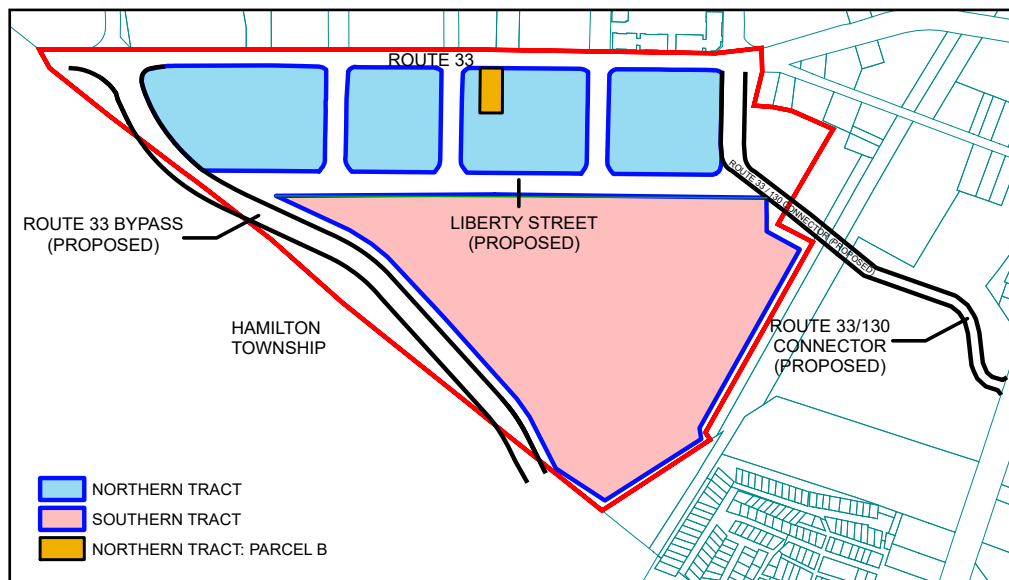 ROUTE 33
ROUTE 33 / 130 CONNECTOR (PROPOSED)
ROUTE 33 BYPASS
(PROPOSED)
LIBERTY STREET
(PROPOSED)
HAMILTON
TOWNSHIP
ROUTE 33/130
CONNECTOR
(PROPOSED)
NORTHERN TRACT
SOUTHERN TRACT
NORTHERN TRACT: PARCEL B